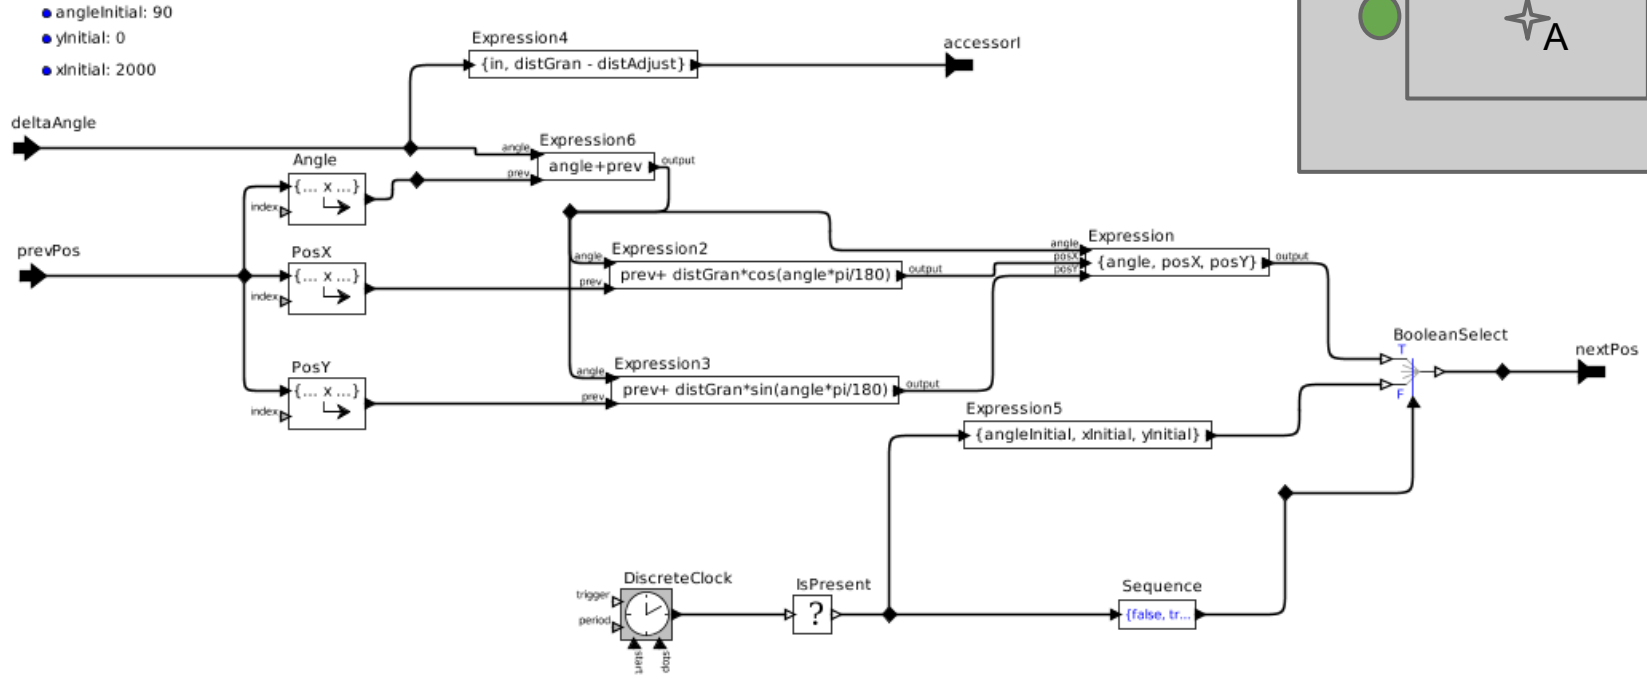 angleInitial: 90
yInitial: 0
xInitial: 2000
A
Expression4
{in, distGran - distAdjust}
accessorI
deltaAngle
Expression6
angle
prev
angle+prev
output
Angle
{... x ...}
index
prevPos
PosX
{... x ...}
index
Expression2
angle
prev
prev+ distGran*cos(angle*pi/180)
output
Expression
angle
posX
posY
{angle, posX, posY}
output
PosY
{... x ...}
index
Expression3
angle
prev
prev+ distGran*sin(angle*pi/180)
output
BooleanSelect
T
F
nextPos
Expression5
{angleInitial, xInitial, yInitial}
DiscreteClock
trigger
period
start
stop
IsPresent
?
Sequence
{false, tr...